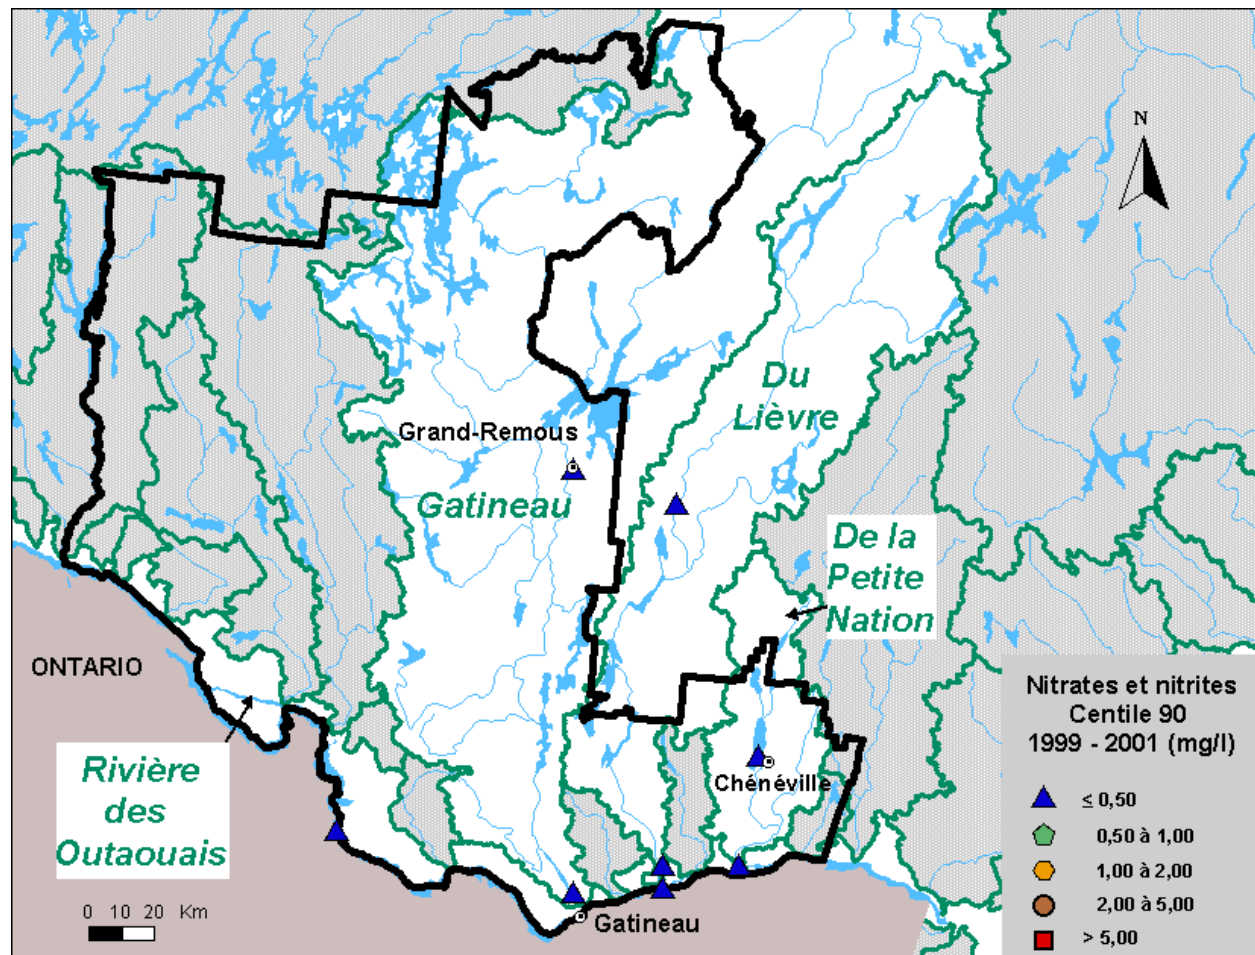 N
Du
Lièvre
Grand-Remous
Gatineau
De la
Petite
Nation
ONTARIO
Rivière
des
Outaouais
Chénéville
Gatineau
0 10 20 Km
Nitrates et nitrites
Centile 90
1999 - 2001 (mg/l)
≤ 0,50
0,50 à 1,00
1,00 à 2,00
2,00 à 5,00
> 5,00